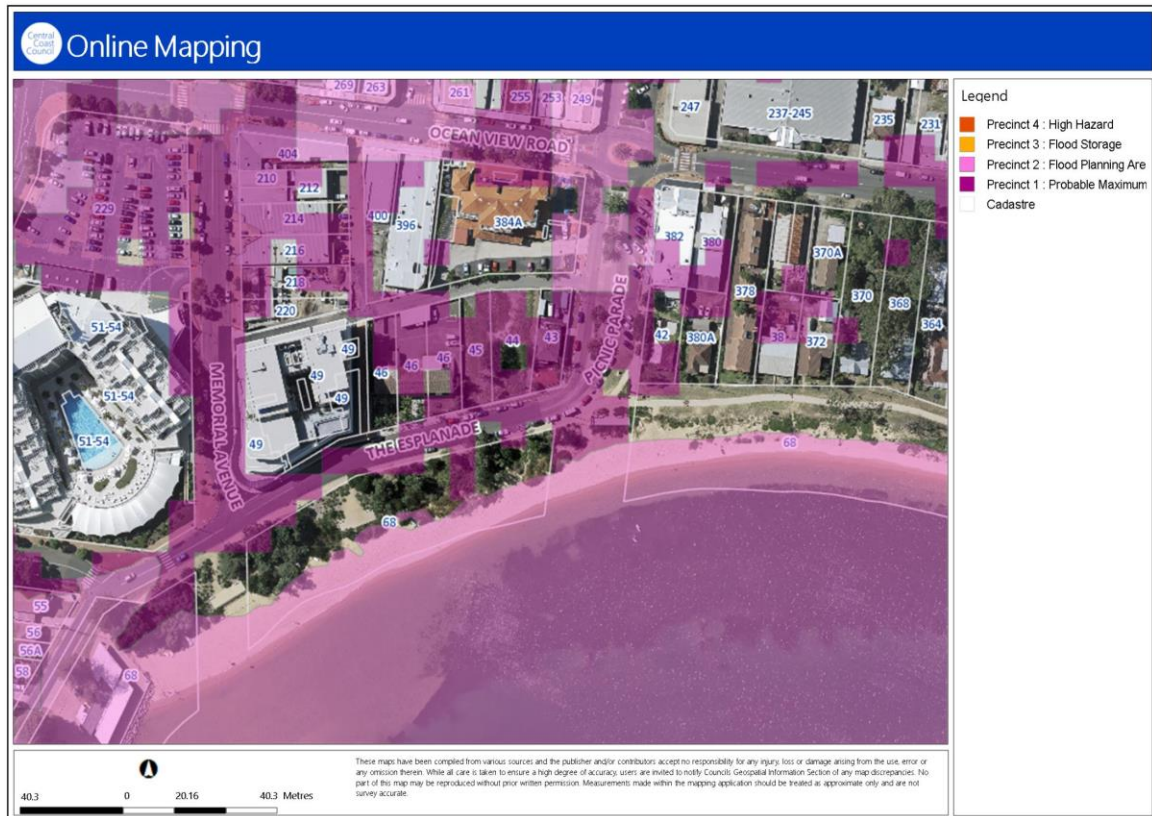 Central
Coast
Council
Online Mapping
269
263
261
255
253
249
247
237-245
235
231
OCEAN VIEW ROAD
404
210
212
214
216
218
220
229
400
396
384A
382
380
378
370A
370
368
364
51-54
51-54
51-54
MEMORIAL AVENUE
49
49
49
49
46
46
46
45
44
43
PICNIC PARADE
42
380A
38
372
THE ESPLANADE
68
68
55
56
56A
58
68
Legend
Precinct 4 : High Hazard
Precinct 3 : Flood Storage
Precinct 2 : Flood Planning Are
Precinct 1 : Probable Maximum
Cadastre
40.3 0 20.16 40.3 Metres
These maps have been compiled from various sources and the publisher and/or contributors accept no responsibility for any injury, loss or damage arising from the use, error or
any omission therein. While all care is taken to ensure a high degree of accuracy, users are invited to notify Councils Geospatial Information Section of any map discrepancies. No
part of this map may be reproduced without prior written permission. Measurements made within the mapping application should be treated as approximate only and are not
survey accurate.